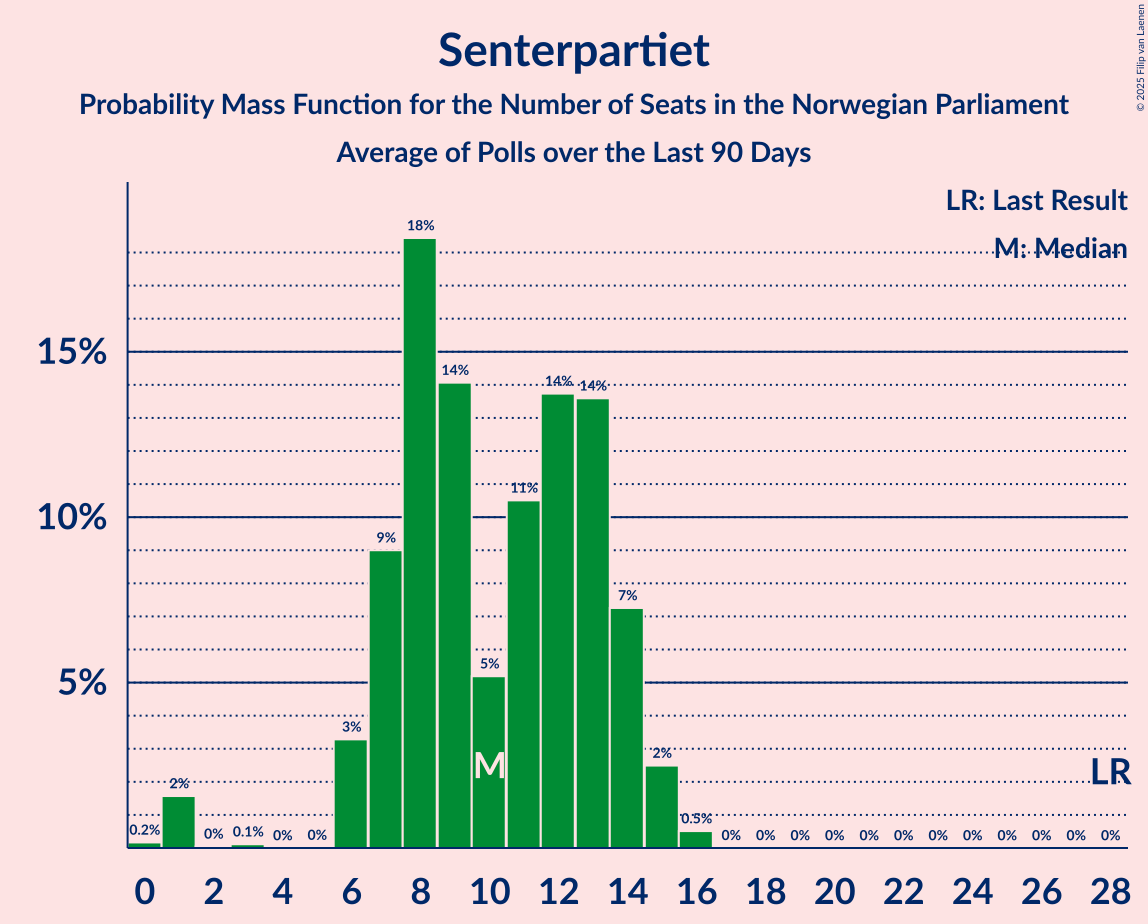 Senterpartiet
Probability Mass Function for the Number of Seats in the Norwegian Parliament
Average of Polls over the Last 90 Days
© 2025 Filip van Laenen
LR: Last Result
M: Median
15%
10%
5%
0.2% 2% 0% 0.1% 0% 0% 3% 9% 18% 14% 5% 11% 14% 14% 7% 2% 0.5% 0% 0% 0% 0% 0% 0% 0% 0% 0% 0% 0% 0%
M
LR
0 2 4 6 8 10 12 14 16 18 20 22 24 26 28